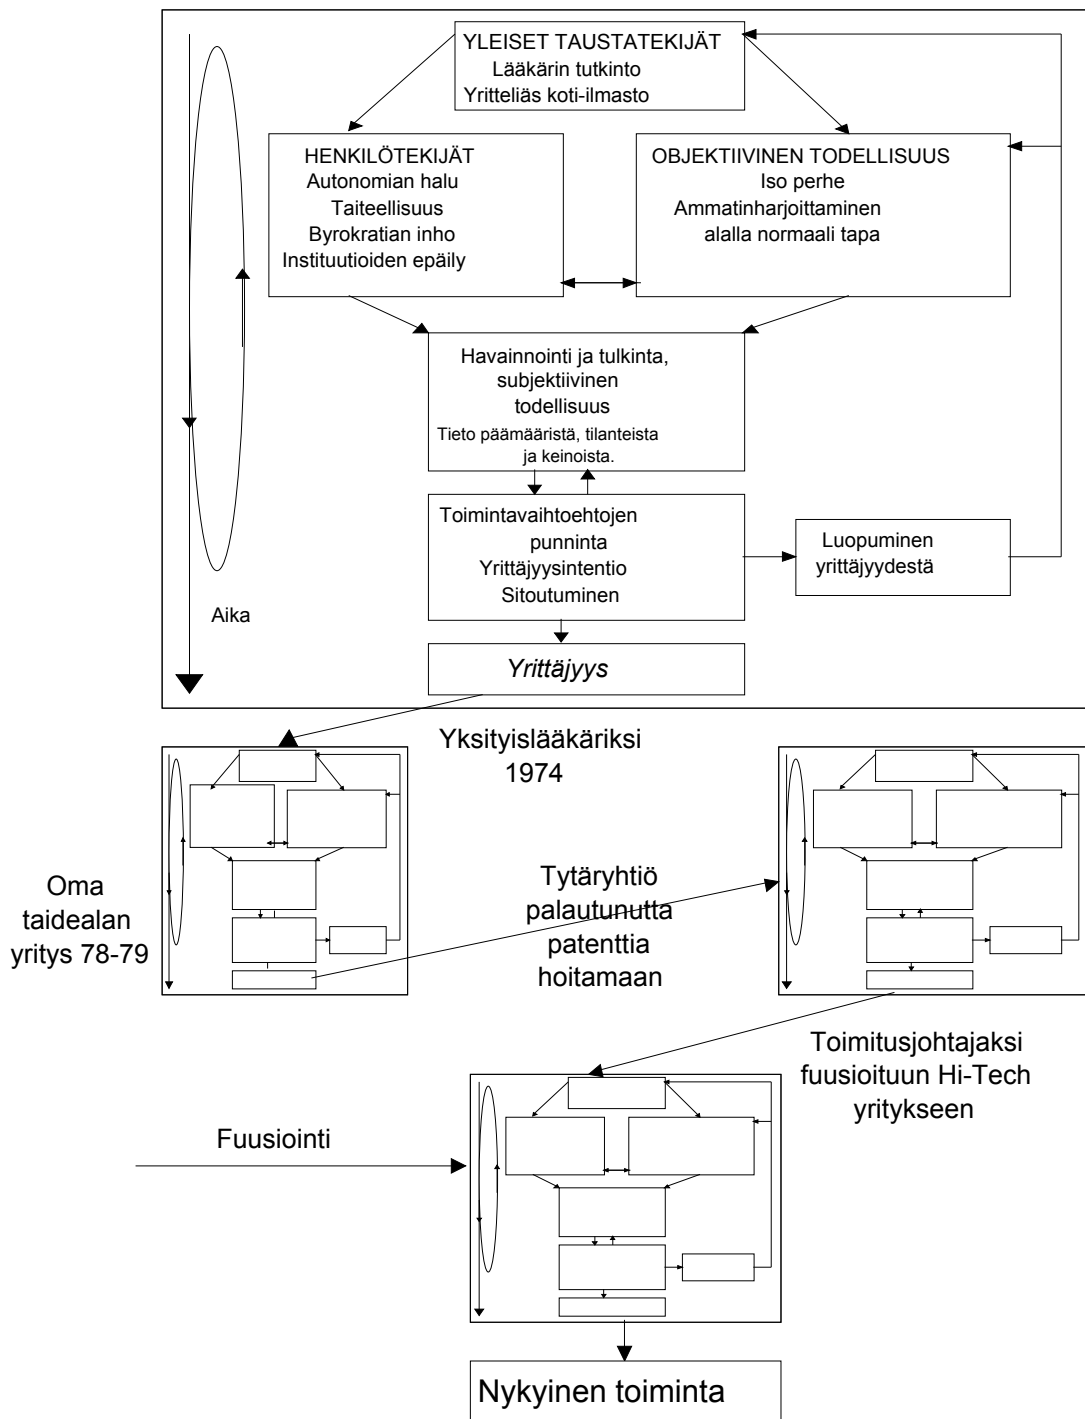 YLEISET TAUSTATEKIJÄT
Lääkärin tutkinto
Yritteliäs koti-ilmasto
HENKILÖTEKIJÄT
Autonomian halu
Taiteellisuus
Byrokratian inho
Instituutioiden epäily
OBJEKTIIVINEN TODELLISUUS
Iso perhe
Ammatinharjoittaminen
alalla normaali tapa
Havainnointi ja tulkinta,
subjektiivinen
todellisuus
Tieto päämääristä, tilanteista
ja keinoista.
Toimintavaihtoehtojen
punninta
Yrittäjyysintentio
Sitoutuminen
Luopuminen
yrittäjyydestä
Aika
Yrittäjyys
Yksityislääkäriksi
1974
Oma
taidealan
yritys 78-79
Tytäryhtiö
palautunutta
patenttia
hoitamaan
Toimitusjohtajaksi
fuusioituun Hi-Tech
yritykseen
Fuusiointi
Nykyinen toiminta